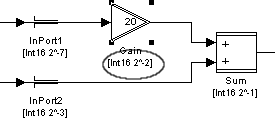 20
InPort1
[Int16 2^-7]
Gain
[Int16 2^-2]
+
+
Sum
[Int16 2^-1]
InPort2
[Int16 2^-3]